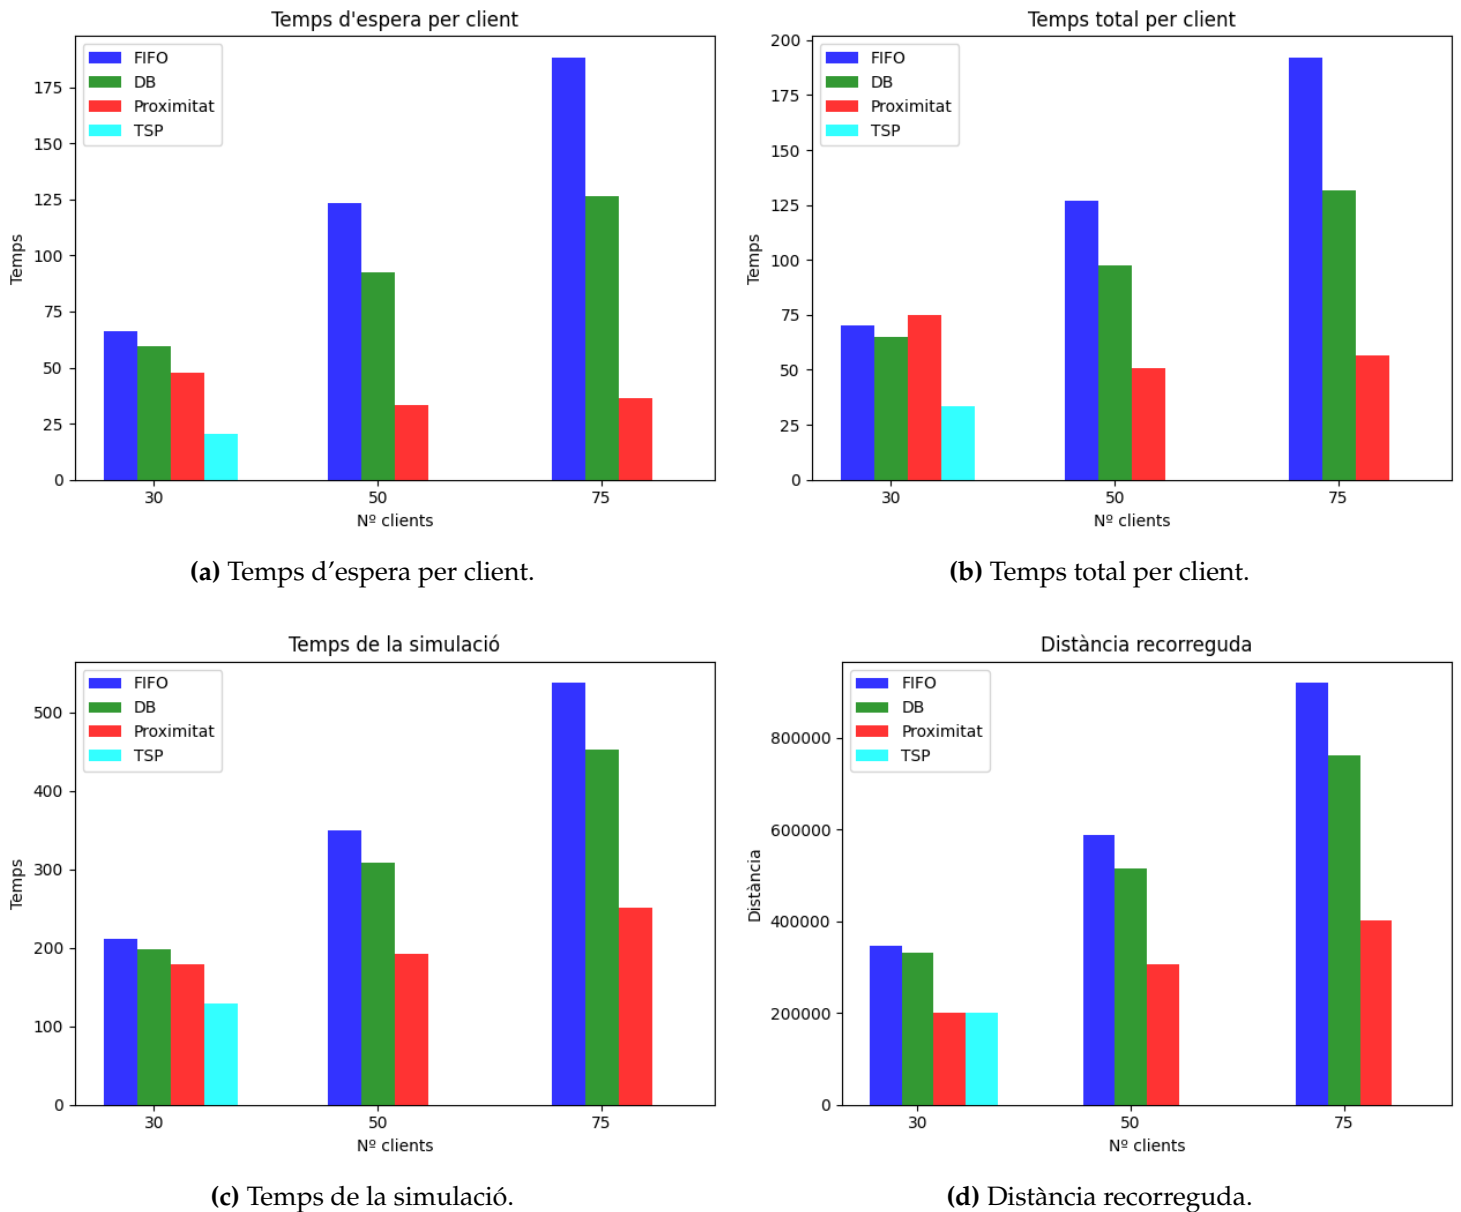 Temps d'espera per client
FIFO
DB
Proximitat
TSP
175
150
125
100
75
50
25
0
Temps
30
50
75
Nº clients
(a) Temps d’espera per client.
Temps total per client
FIFO
DB
Proximitat
TSP
200
175
150
125
100
75
50
25
0
Temps
30
50
75
Nº clients
(b) Temps total per client.
Temps de la simulació
FIFO
DB
Proximitat
TSP
500
400
300
200
100
0
Temps
30
50
75
Nº clients
(c) Temps de la simulació.
Distància recorreguda
FIFO
DB
Proximitat
TSP
800000
600000
400000
200000
0
Distància
30
50
75
Nº clients
(d) Distància recorreguda.